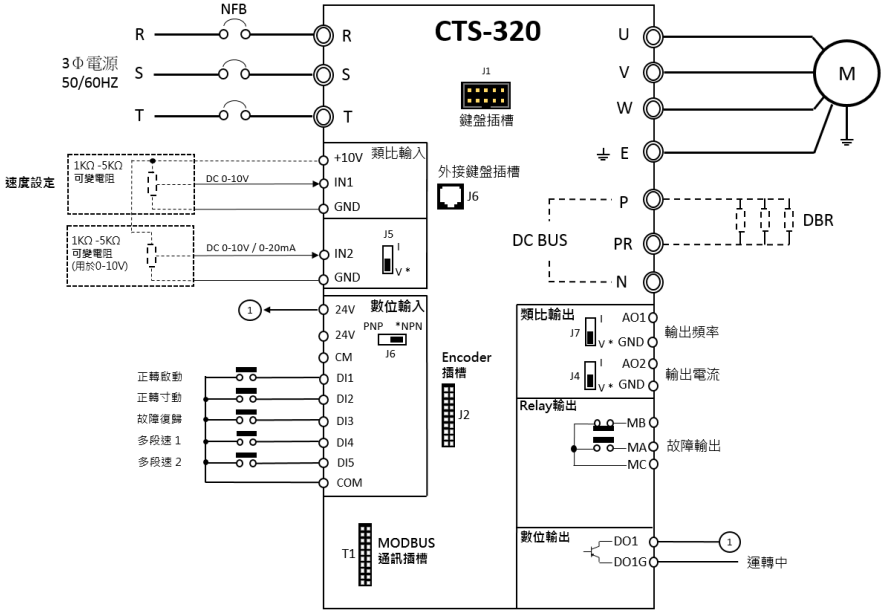 NFB
CTS-320
R
R
U
3Φ電源
50/60HZ
S
S
V
M
J1
T
T
W
鍵盤插槽
E
速度設定
1KΩ -5KΩ
可變電阻
DC 0-10V
+10V
類比輸入
IN1
GND
外接鍵盤插槽
J6
P
DC BUS
PR
N
DBR
1KΩ -5KΩ
可變電阻
(用於0-10V)
DC 0-10V / 0-20mA
IN2
GND
J5
I
V *
1
24V
數位輸入
24V
PNP *NPN
J6
CM
正轉啟動
DI1
正轉寸動
DI2
故障復歸
DI3
多段速 1
DI4
多段速 2
DI5
COM
Encoder
插槽
J2
T1
MODBUS
通訊插槽
類比輸出
I
AO1
J7
V *
GND
輸出頻率
I
AO2
J4
V *
GND
輸出電流
Relay輸出
MB
MA
MC
故障輸出
數位輸出
DO1
1
DO1G
運轉中